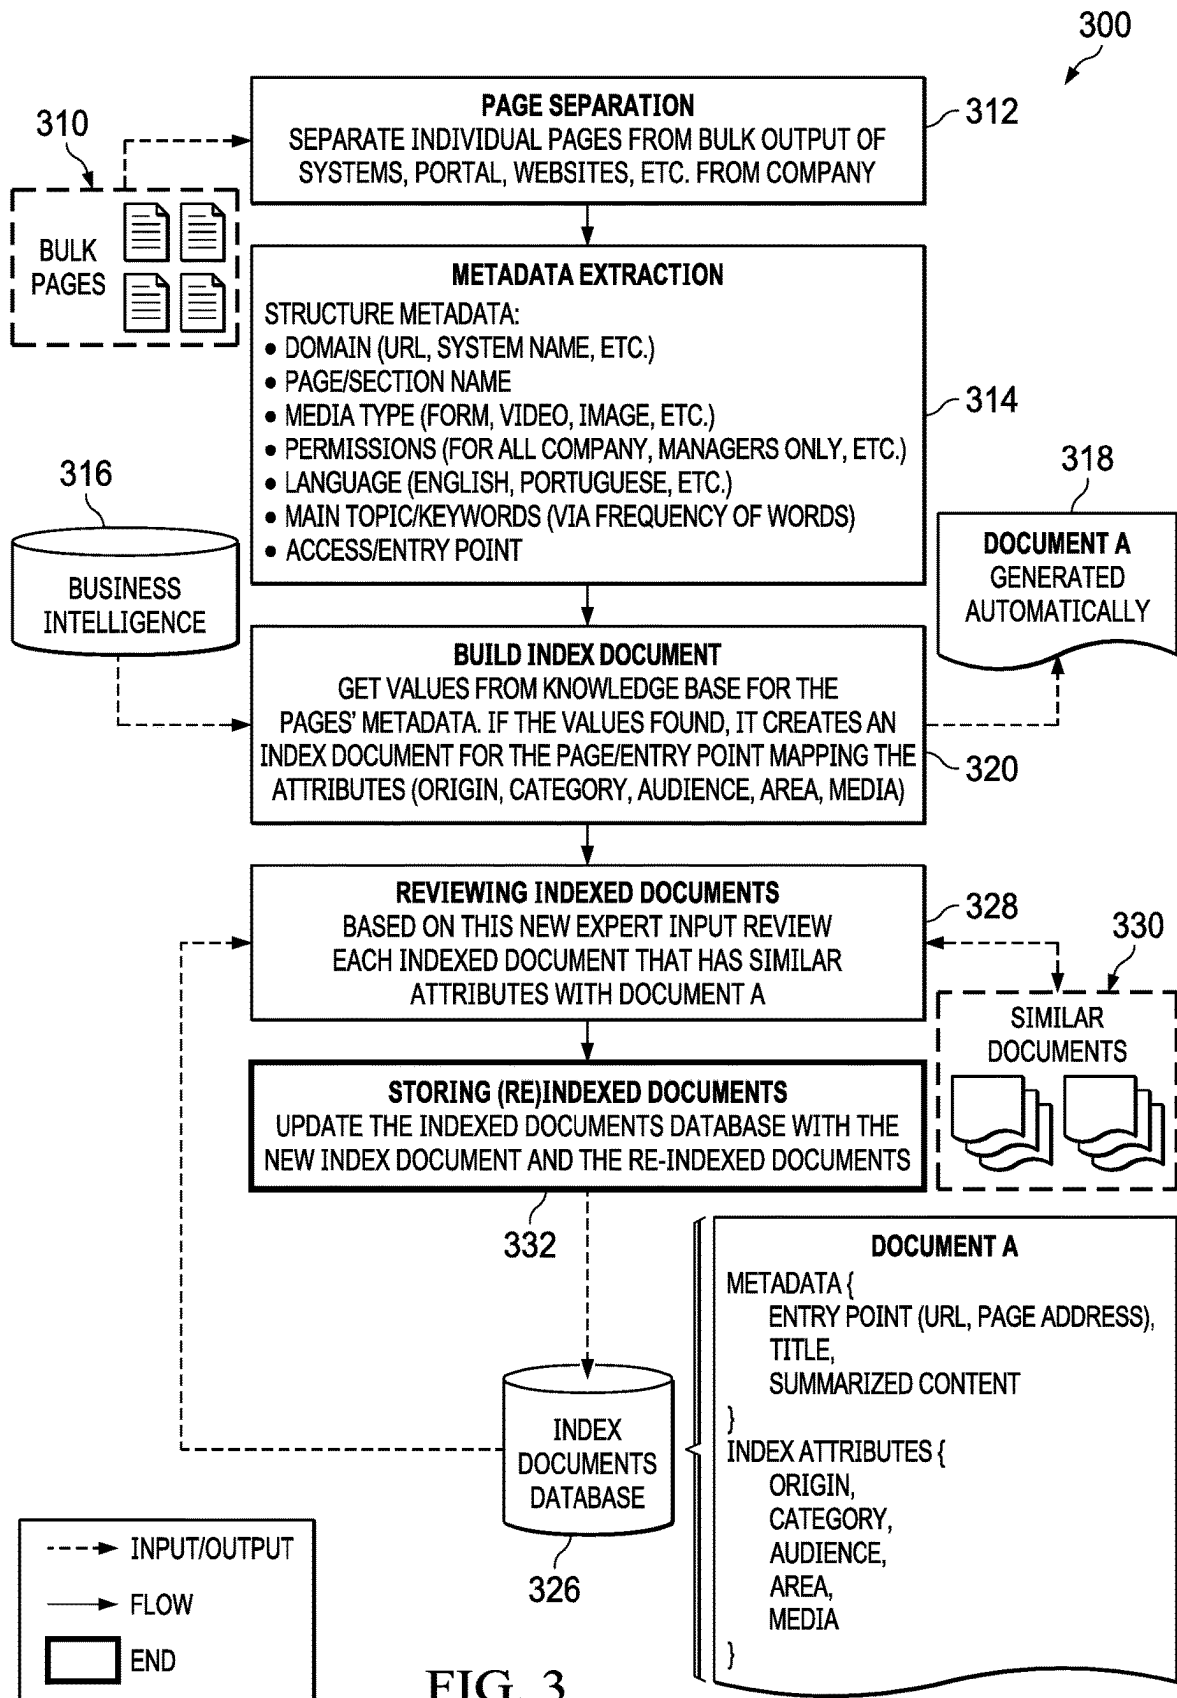 300
PAGE SEPARATION
SEPARATE INDIVIDUAL PAGES FROM BULK OUTPUT OF
SYSTEMS, PORTAL, WEBSITES, ETC. FROM COMPANY
312
310
BULK
PAGES
METADATA EXTRACTION
STRUCTURE METADATA:
• DOMAIN (URL, SYSTEM NAME, ETC.)
• PAGE/SECTION NAME
• MEDIA TYPE (FORM, VIDEO, IMAGE, ETC.)
• PERMISSIONS (FOR ALL COMPANY, MANAGERS ONLY, ETC.)
• LANGUAGE (ENGLISH, PORTUGUESE, ETC.)
• MAIN TOPIC/KEYWORDS (VIA FREQUENCY OF WORDS)
• ACCESS/ENTRY POINT
314
316
BUSINESS
INTELLIGENCE
318
DOCUMENT A
GENERATED
AUTOMATICALLY
BUILD INDEX DOCUMENT
GET VALUES FROM KNOWLEDGE BASE FOR THE
PAGES' METADATA. IF THE VALUES FOUND, IT CREATES AN
INDEX DOCUMENT FOR THE PAGE/ENTRY POINT MAPPING THE
ATTRIBUTES (ORIGIN, CATEGORY, AUDIENCE, AREA, MEDIA)
320
REVIEWING INDEXED DOCUMENTS
BASED ON THIS NEW EXPERT INPUT REVIEW
EACH INDEXED DOCUMENT THAT HAS SIMILAR
ATTRIBUTES WITH DOCUMENT A
328
330
SIMILAR
DOCUMENTS
STORING (RE)INDEXED DOCUMENTS
UPDATE THE INDEXED DOCUMENTS DATABASE WITH THE
NEW INDEX DOCUMENT AND THE RE-INDEXED DOCUMENTS
332
INDEX
DOCUMENTS
DATABASE
326
DOCUMENT A
METADATA {
ENTRY POINT (URL, PAGE ADDRESS),
TITLE,
SUMMARIZED CONTENT
}
INDEX ATTRIBUTES {
ORIGIN,
CATEGORY,
AUDIENCE,
AREA,
MEDIA
}
INPUT/OUTPUT
FLOW
END
FIG. 3